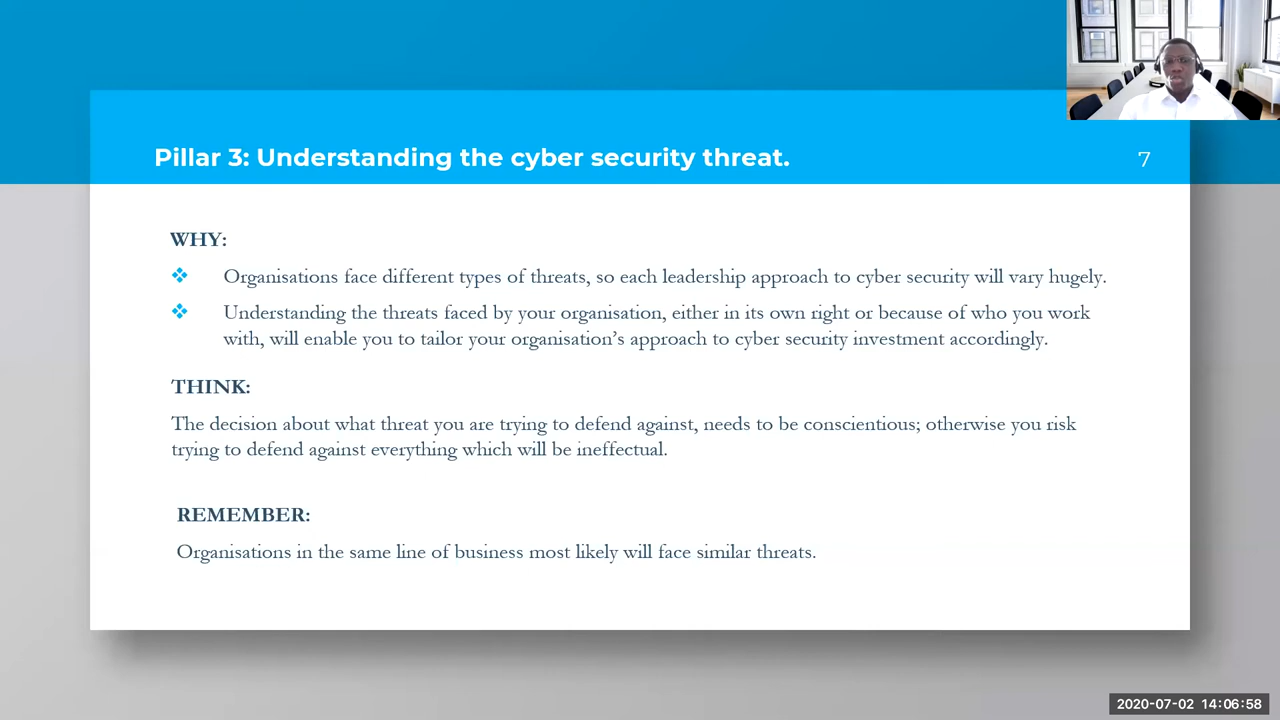 Pillar 3: Understanding the cyber security threat.
7
WHY:
❖ Organisations face different types of threats, so each leadership approach to cyber security will vary hugely.
❖ Understanding the threats faced by your organisation, either in its own right or because of who you work
with, will enable you to tailor your organisation's approach to cyber security investment accordingly.
THINK:
The decision about what threat you are trying to defend against, needs to be conscientious; otherwise you risk
trying to defend against everything which will be ineffectual.
REMEMBER:
Organisations in the same line of business most likely will face similar threats.
2020-07-02 14:06:58